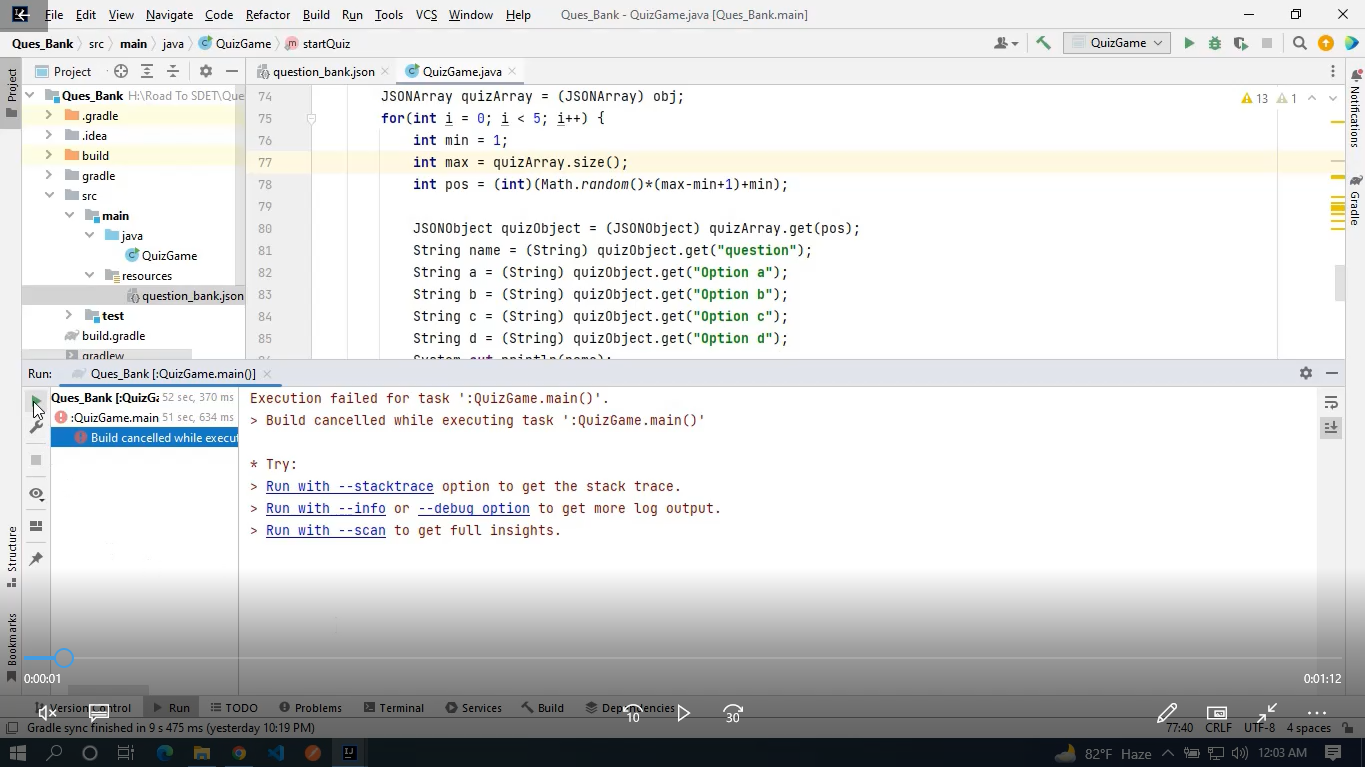 File Edit View Navigate Code Refactor Build Run Tools VCS Window Help Ques_Bank - QuizGame.java [Ques_Bank.main]
Ques_Bank src main java QuizGame startQuiz QuizGame
Project question_bank.json QuizGame.java
Project
Ques_Bank H:\Road To SDET\Que
.gradle
.idea
build
gradle
src
main
java
QuizGame
resources
question_bank.json
test
build.gradle
gradlew
13 1
74 JSONArray quizArray = (JSONArray) obj;
75 for(int i = 0; i < 5; i++) {
76 int min = 1;
77 int max = quizArray.size();
78 int pos = (int)(Math.random()*(max-min+1)+min);
79
80 JSONObject quizObject = (JSONObject) quizArray.get(pos);
81 String name = (String) quizObject.get("question");
82 String a = (String) quizObject.get("Option a");
83 String b = (String) quizObject.get("Option b");
84 String c = (String) quizObject.get("Option c");
85 String d = (String) quizObject.get("Option d");
System.out.println(name);
Notifications
Gradle
Run: Ques_Bank [:QuizGame.main()]
Ques_Bank [:QuizGa 52 sec, 370 ms
:QuizGame.main 51 sec, 634 ms
Build cancelled while execut
Execution failed for task ':QuizGame.main()'.
> Build cancelled while executing task ':QuizGame.main()'
* Try:
> Run with --stacktrace option to get the stack trace.
> Run with --info or --debug option to get more log output.
> Run with --scan to get full insights.
Structure
Bookmarks
0:00:01 0:01:12
Version Control Run TODO Problems Terminal Services Build Dependencies
10 30
Gradle sync finished in 9 s 475 ms (yesterday 10:19 PM) 77:40 CRLF UTF-8 4 spaces
82°F Haze 12:03 AM